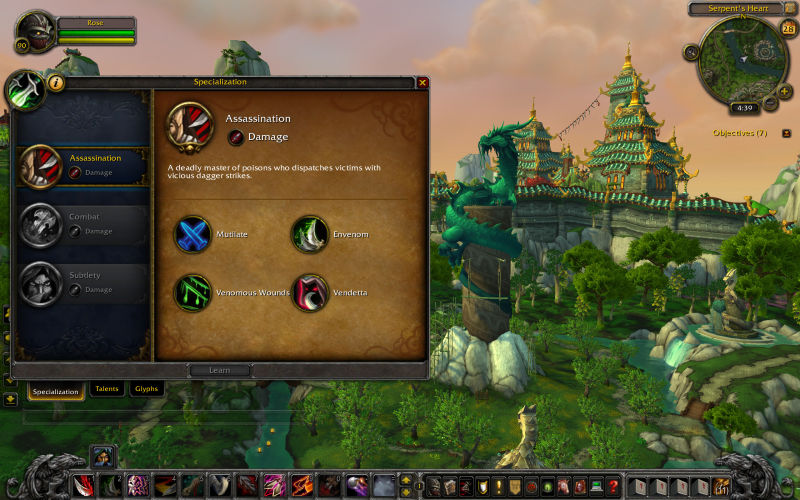 Rose
90
Specialization
Assassination
Damage
A deadly master of poisons who dispatches victims with
vicious dagger strikes.
Mutilate
Envenom
Venomous Wounds
Vendetta
Assassination
Damage
Combat
Damage
Subtlety
Damage
Learn
Specialization
Talents
Glyphs
Serpent's Heart
N
28
4:39
Objectives (7)
(11)